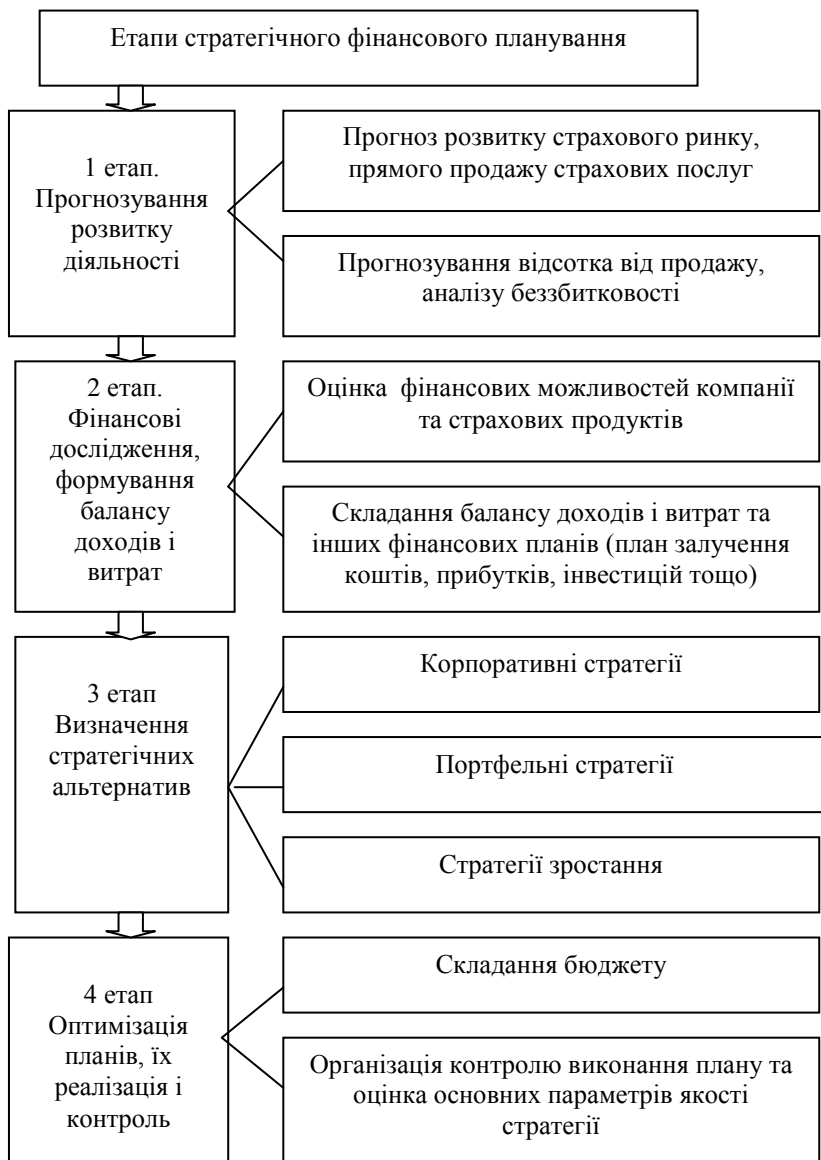 Етапи стратегічного фінансового планування
1 етап.
Прогнозування
розвитку
діяльності
Прогноз розвитку страхового ринку,
прямого продажу страхових послуг
Прогнозування відсотка від продажу,
аналізу беззбитковості
2 етап.
Фінансові
дослідження,
формування
балансу
доходів і
витрат
Оцінка  фінансових можливостей компанії
та страхових продуктів
Складання балансу доходів і витрат та
інших фінансових планів (план залучення
коштів, прибутків, інвестицій тощо)
3 етап
Визначення
стратегічних
альтернатив
Корпоративні стратегії
Портфельні стратегії
Стратегії зростання
4 етап
Оптимізація
планів, їх
реалізація і
контроль
Складання бюджету
Організація контролю виконання плану та
оцінка основних параметрів якості
стратегії